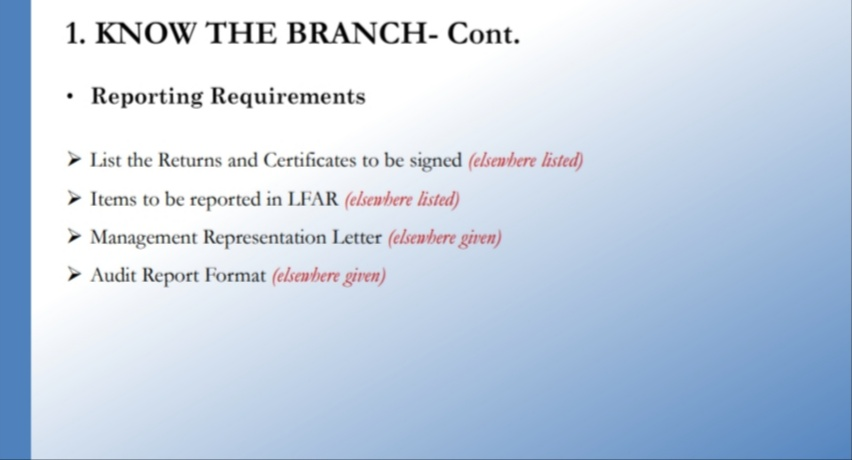 1. KNOW THE BRANCH- Cont.
• Reporting Requirements
➢ List the Returns and Certificates to be signed (elsewhere listed)
➢ Items to be reported in LFAR (elsewhere listed)
➢ Management Representation Letter (elsewhere given)
➢ Audit Report Format (elsewhere given)